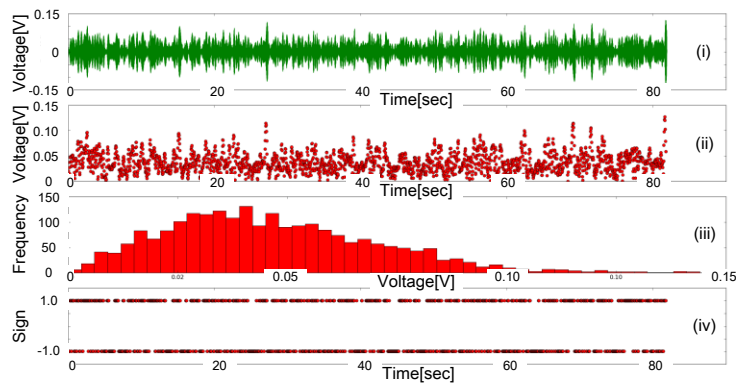 0.15
Voltage[V]
0
-0.15
(i)
20 40 60 80
Time[sec]
0.15
0.10
Voltage[V]
0.05
0
(ii)
0 20 40 60 80
Time[sec]
150
100
Frequency
50
0
(iii)
0 0.02 0.05 0.10 0.10 0.15
Voltage[V]
1.0
Sign
-1.0
(iv)
0 20 40 60 80
Time[sec]